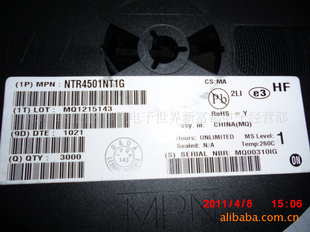 (1P) MPN: NTR4501NT1G
CS:MA
2LI
e3
HF
Pb
(1T) LOT: MQ1215143
RoHS = Y
Assy. in: CHINA(MQ)
(9D) DTE: 1021
Hours: UNLIMITED MS Level: 1
Sealed: N/A Temp:260C
(Q) QTY: 3000
(S) SERIAL NBR: MQ00310IG
ON
2011/4/8 15:06
alibaba.com.cn